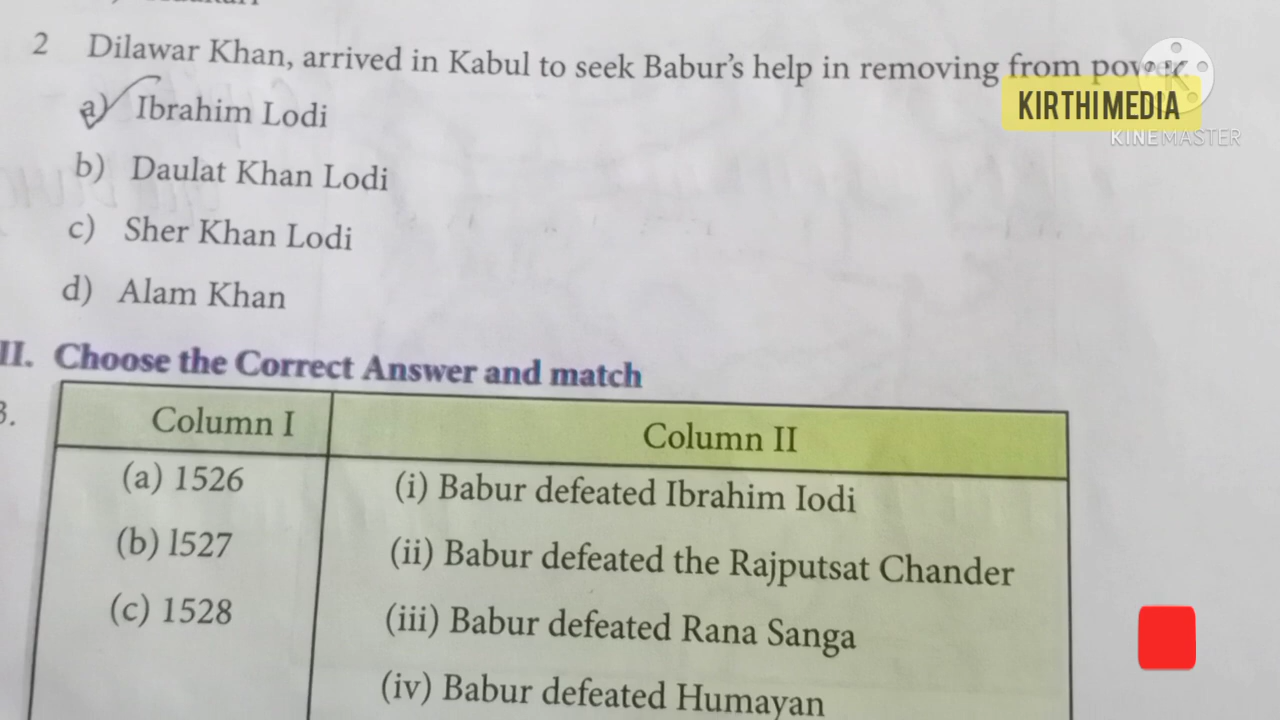 2 Dilawar Khan, arrived in Kabul to seek Babur's help in removing from power.
a) Ibrahim Lodi
b) Daulat Khan Lodi
c) Sher Khan Lodi
d) Alam Khan
KIRTHI MEDIA
KINEMASTER
II. Choose the Correct Answer and match
3.
Column I Column II
(a) 1526 (i) Babur defeated Ibrahim Iodi
(b) l527 (ii) Babur defeated the Rajputsat Chander
(c) 1528 (iii) Babur defeated Rana Sanga
(iv) Babur defeated Humayan